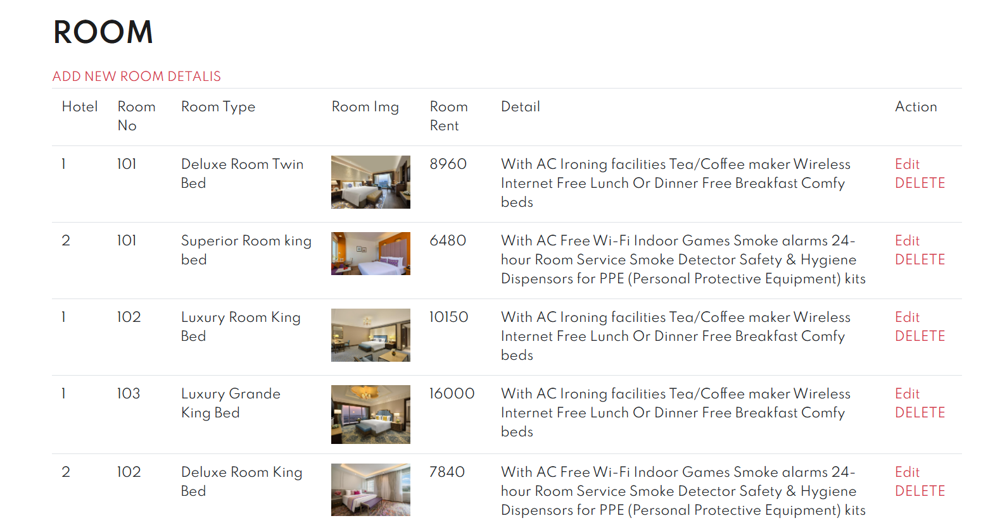 ROOM
ADD NEW ROOM DETALIS
Hotel Room Room Type Room Img Room Detail Action
No Rent
1 101 Deluxe Room Twin 8960 With AC Ironing facilities Tea/Coffee maker Wireless Edit
Bed Internet Free Lunch Or Dinner Free Breakfast Comfy DELETE
beds
2 101 Superior Room king 6480 With AC Free Wi-Fi Indoor Games Smoke alarms 24- Edit
bed hour Room Service Smoke Detector Safety & Hygiene DELETE
Dispensors for PPE (Personal Protective Equipment) kits
1 102 Luxury Room King 10150 With AC Ironing facilities Tea/Coffee maker Wireless Edit
Bed Internet Free Lunch Or Dinner Free Breakfast Comfy DELETE
beds
1 103 Luxury Grande 16000 With AC Ironing facilities Tea/Coffee maker Wireless Edit
King Bed Internet Free Lunch Or Dinner Free Breakfast Comfy DELETE
beds
2 102 Deluxe Room King 7840 With AC Free Wi-Fi Indoor Games Smoke alarms 24- Edit
Bed hour Room Service Smoke Detector Safety & Hygiene DELETE
Dispensors for PPE (Personal Protective Equipment) kits